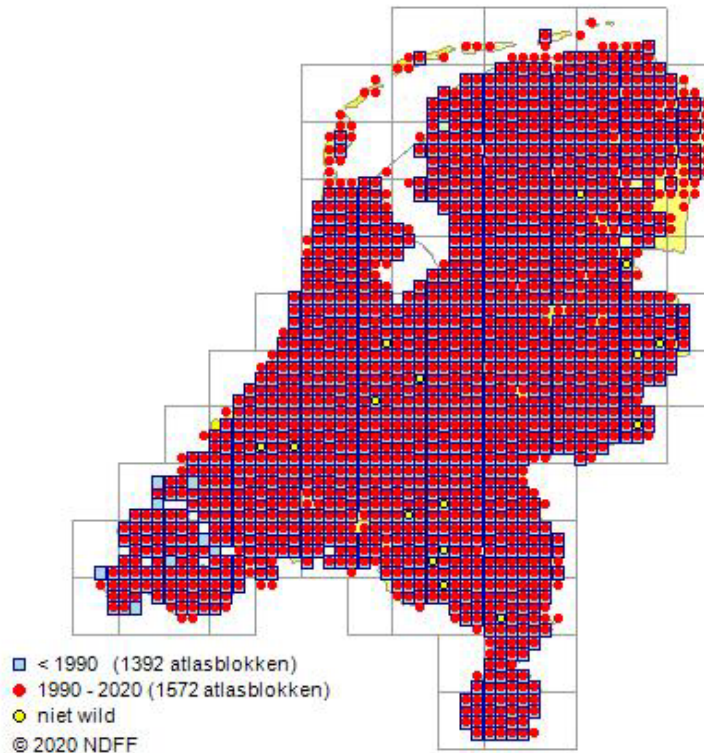 < 1990 (1392 atlasblokken)
1990 - 2020 (1572 atlasblokken)
niet wild
© 2020 NDFF